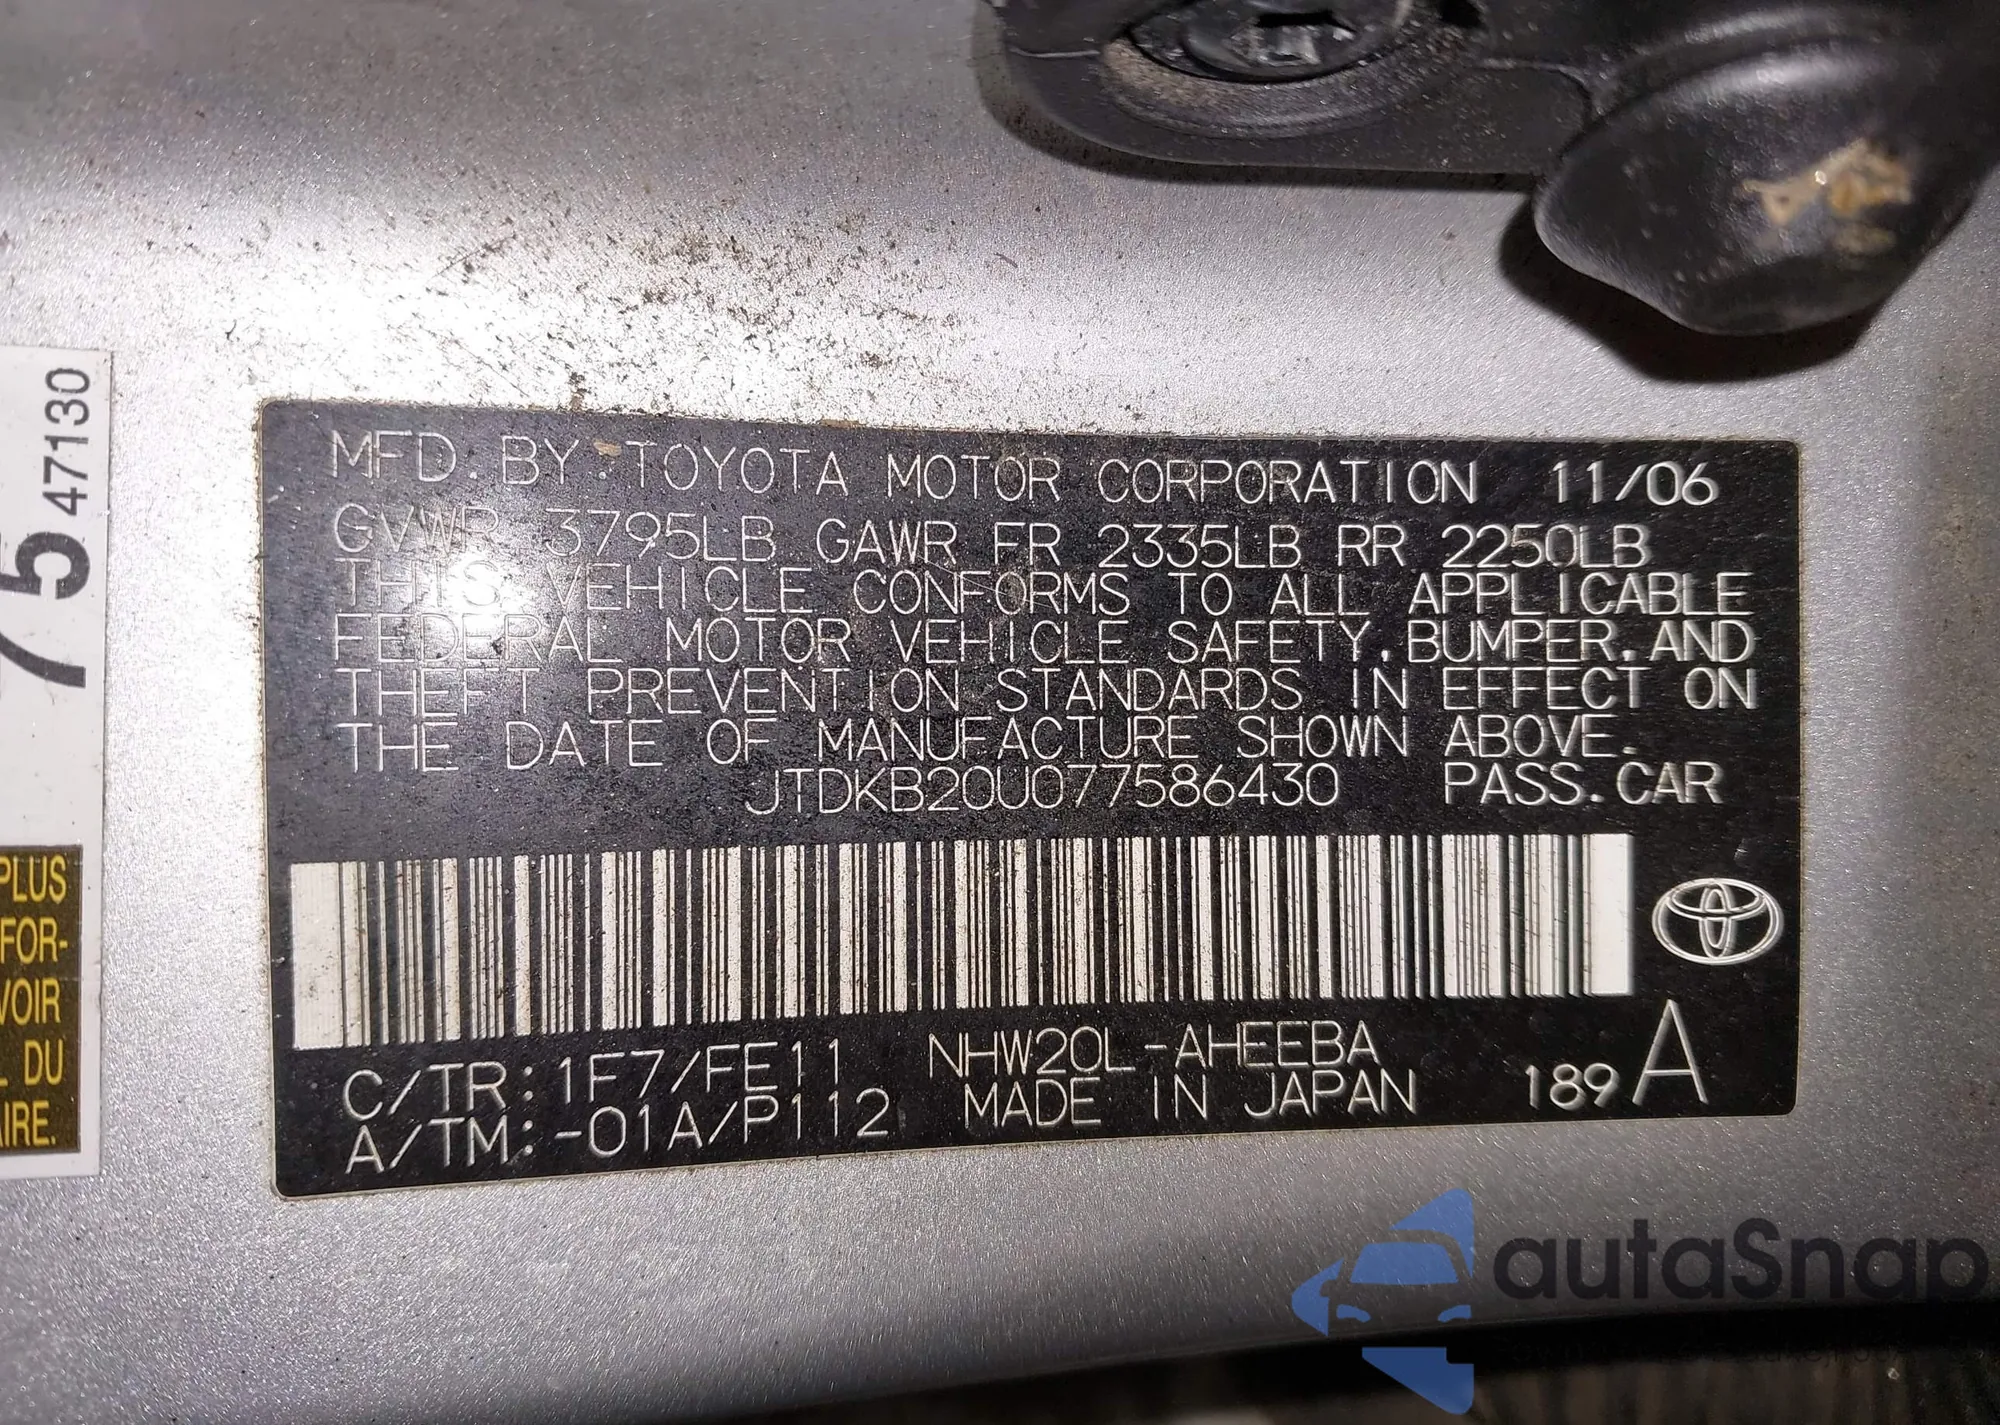 75 47130
PLUS
FOR-
VOIR
DU
AIRE.
MFD. BY TOYOTA MOTOR CORPORATION 11/06
GVWR 3795LB GAWR FR 2335LB RR 2250LB
THIS VEHICLE CONFORMS TO ALL APPLICABLE
FEDERAL MOTOR VEHICLE SAFETY, BUMPER, AND
THEFT PREVENTION STANDARDS IN EFFECT ON
THE DATE OF MANUFACTURE SHOWN ABOVE.
JTDKB20U077586430 PASS. CAR
C/TR: 1F7/FE11 NHW20L-AHEEBA
A/TM: -01A/P112 MADE IN JAPAN 189 A
autaSnap